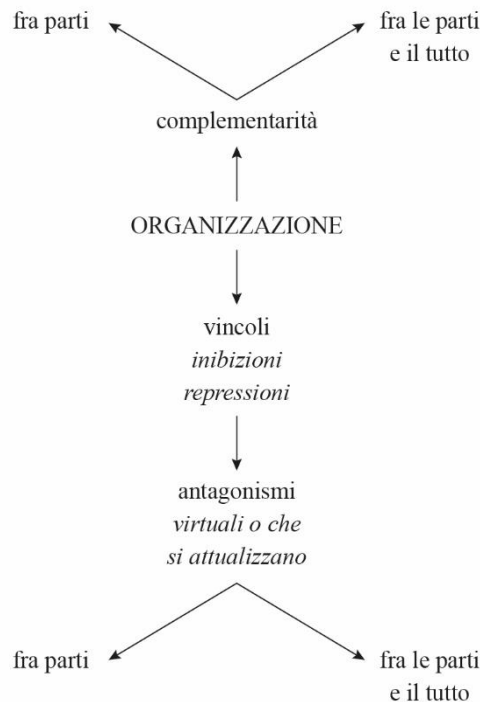 fra parti
fra le parti
e il tutto
complementarità
ORGANIZZAZIONE
vincoli
inibizioni
repressioni
antagonismi
virtuali o che
si attualizzano
fra parti
fra le parti
e il tutto